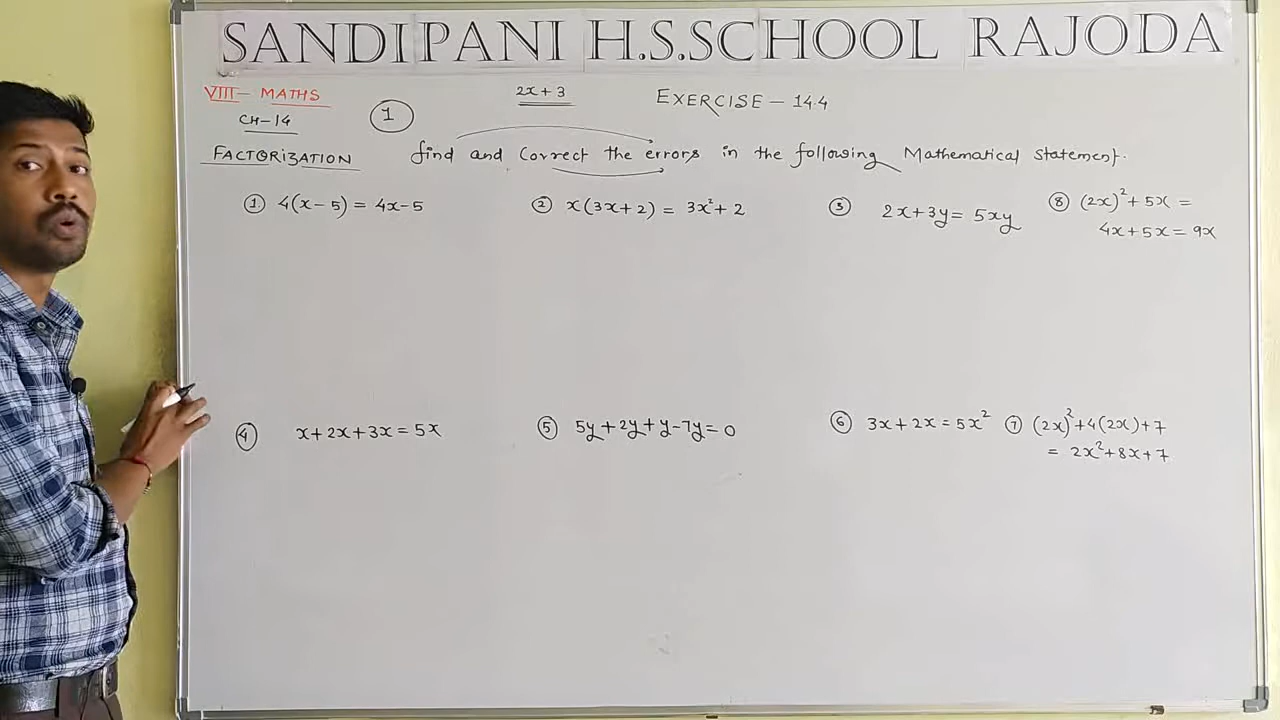 SANDIPANI H.S.SCHOOL RAJODA
VIII - MATHS
CH-14
FACTORIZATION
1
2x + 3
EXERCISE - 14.4
find and Correct the errors in the following Mathematical statement.
① 4(x-5) = 4x-5
② x(3x+2) = 3x²+2
③ 2x+3y = 5xy
⑧ (2x)²+5x =
4x+5x = 9x
④ x+2x+3x = 5x
⑤ 5y+2y+y-7y = 0
⑥ 3x+2x = 5x²
⑦ (2x)²+4(2x)+7
= 2x²+8x+7